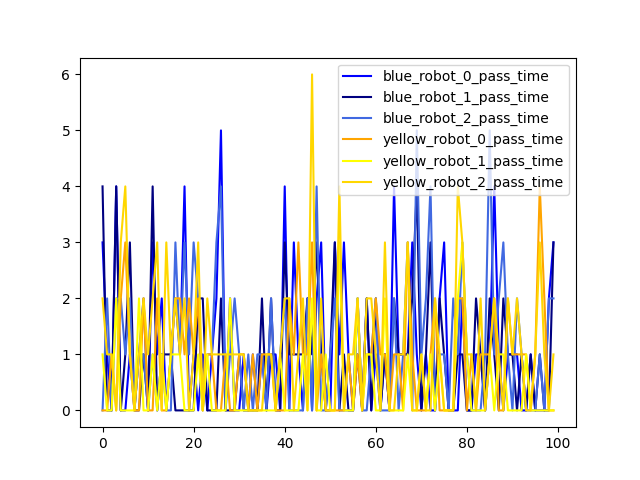 6
5
4
3
2
1
0
0
20
40
60
80
100
blue_robot_0_pass_time
blue_robot_1_pass_time
blue_robot_2_pass_time
yellow_robot_0_pass_time
yellow_robot_1_pass_time
yellow_robot_2_pass_time